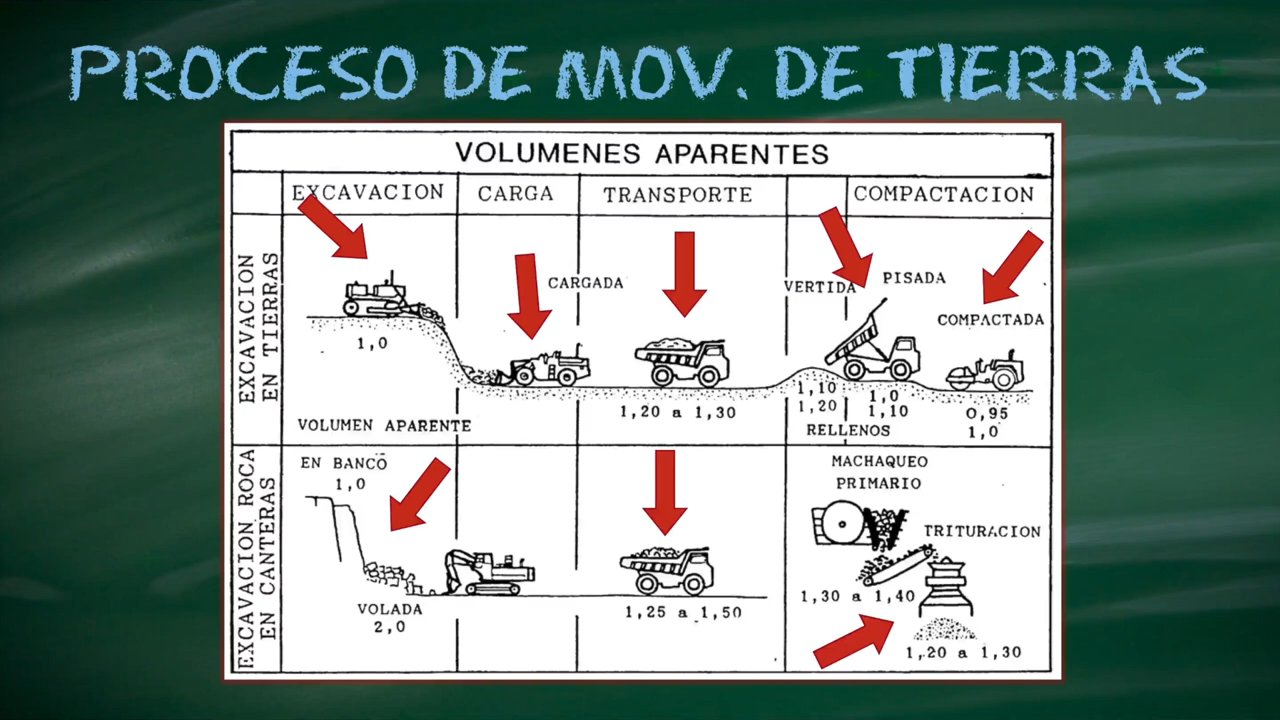 PROCESO DE MOV. DE TIERRAS
VOLUMENES APARENTES
EXCAVACION
CARGA
TRANSPORTE
COMPACTACION
EXCAVACION
EN TIERRAS
1,0
VOLUMEN APARENTE
CARGADA
1,20 a 1,30
VERTIDA
PISADA
COMPACTADA
1,10
1,20
1,0
1,10
0,95
1,0
RELLENOS
EXCAVACION ROCA
EN CANTERAS
EN BANCO
1,0
VOLADA
2,0
1,25 a 1,50
MACHAQUEO
PRIMARIO
TRITURACION
1,30 a 1,40
1,20 a 1,30